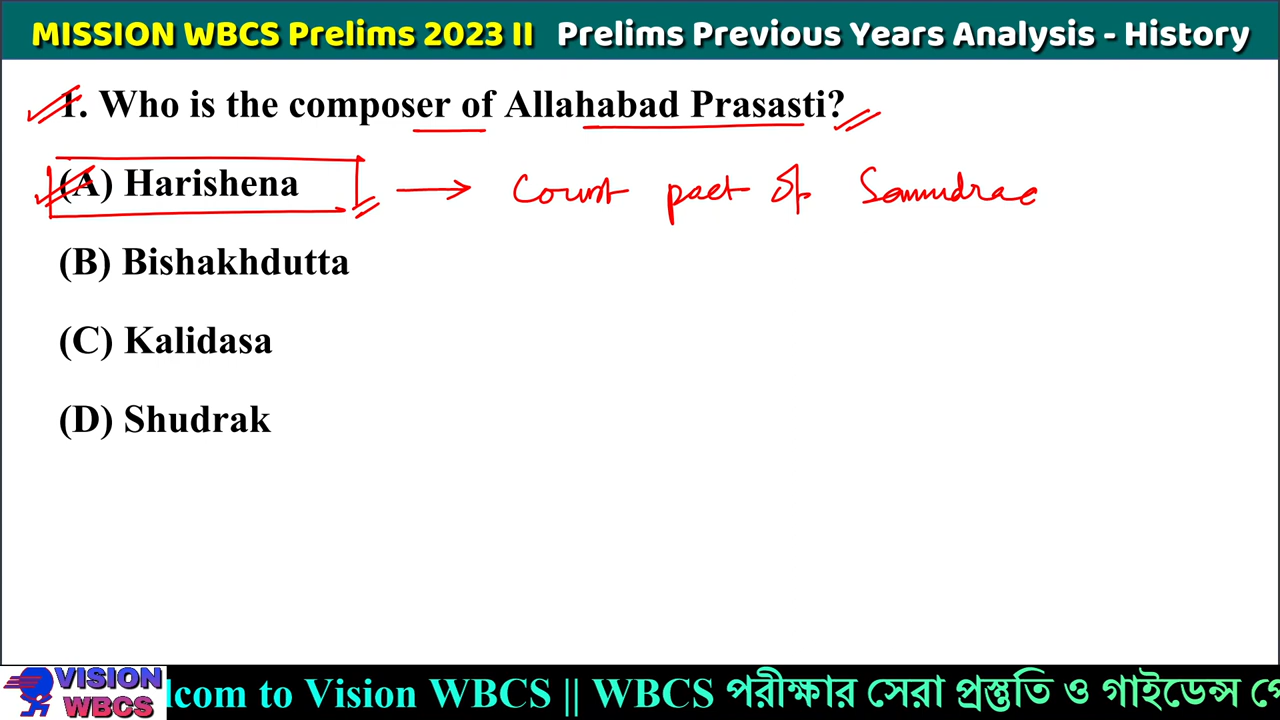 MISSION WBCS Prelims 2023 II Prelims Previous Years Analysis - History
1. Who is the composer of Allahabad Prasasti?
(A) Harishena → Court poet of Samudrag
(B) Bishakhdutta
(C) Kalidasa
(D) Shudrak
VISION WBCS
lcom to Vision WBCS || WBCS পরীক্ষার সেরা প্রস্তুতি ও গাইডেন্স পে